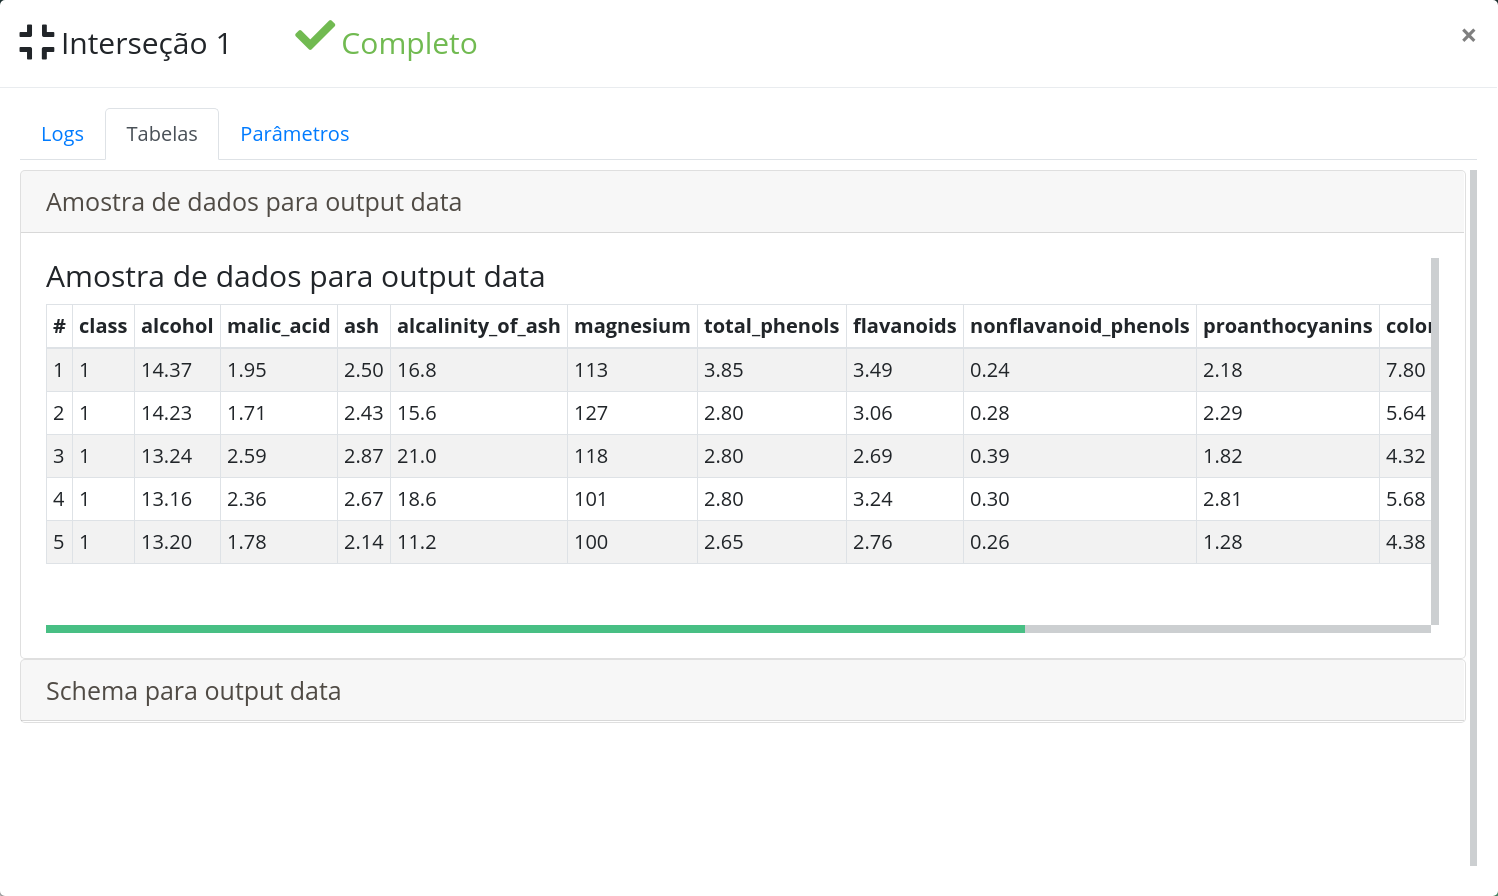 Interseção 1 Completo ×
Logs Tabelas Parâmetros
Amostra de dados para output data
Amostra de dados para output data
# class alcohol malic_acid ash alcalinity_of_ash magnesium total_phenols flavanoids nonflavanoid_phenols proanthocyanins color
1 1 14.37 1.95 2.50 16.8 113 3.85 3.49 0.24 2.18 7.80
2 1 14.23 1.71 2.43 15.6 127 2.80 3.06 0.28 2.29 5.64
3 1 13.24 2.59 2.87 21.0 118 2.80 2.69 0.39 1.82 4.32
4 1 13.16 2.36 2.67 18.6 101 2.80 3.24 0.30 2.81 5.68
5 1 13.20 1.78 2.14 11.2 100 2.65 2.76 0.26 1.28 4.38
Schema para output data